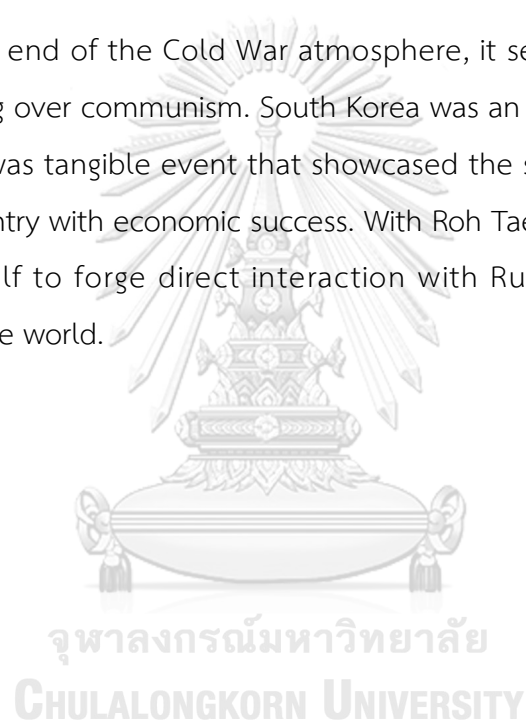 end of the Cold War atmosphere, it se
over communism. South Korea was an
was tangible event that showcased the s
ntry with economic success. With Roh Tae
lf to forge direct interaction with Ru
e world.
จุฬาลงกรณ์มหาวิทยาลัย
CHULALONGKORN UNIVERSITY